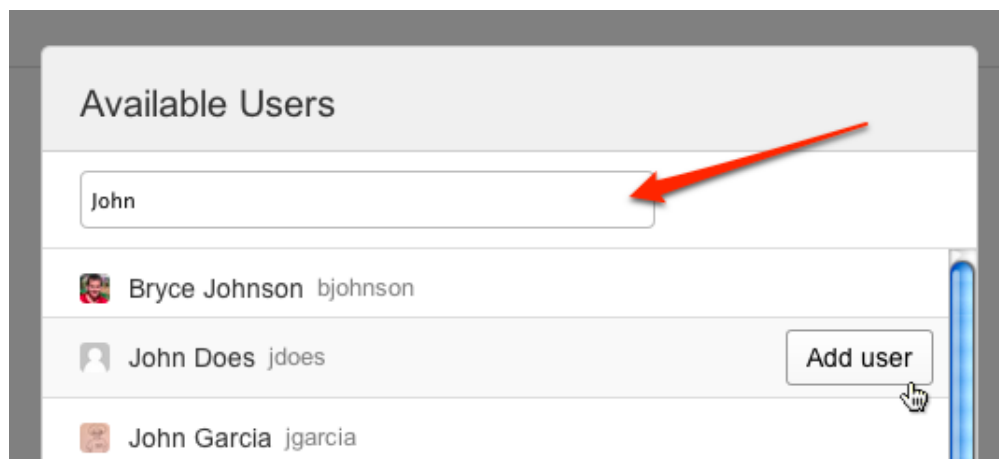 Available Users
John
Bryce Johnson bjohnson
John Does jdoes Add user
John Garcia jgarcia